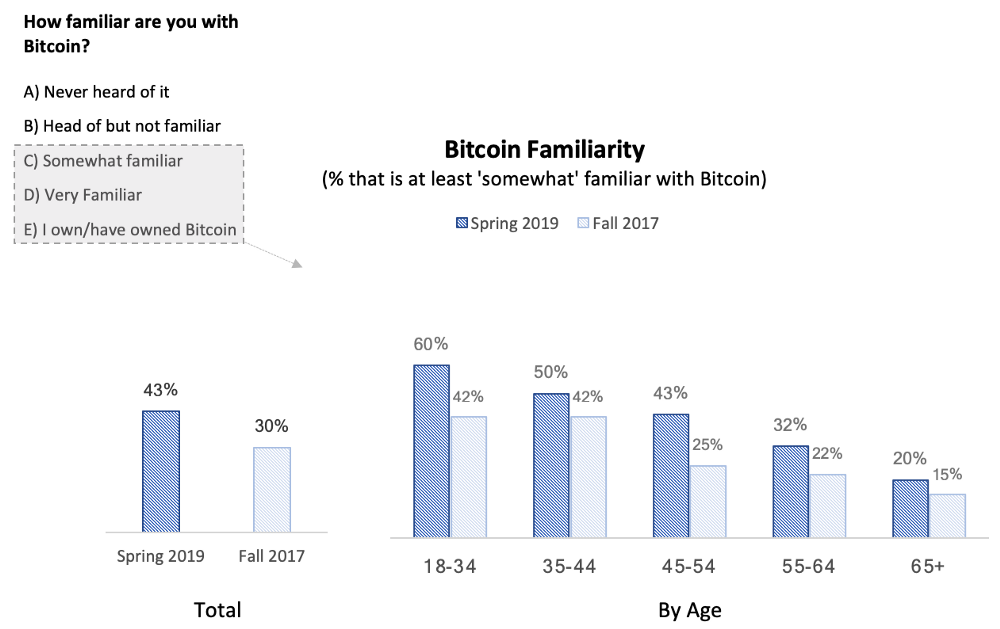 How familiar are you with
Bitcoin?
A) Never heard of it
B) Head of but not familiar
C) Somewhat familiar
D) Very Familiar
E) I own/have owned Bitcoin
Bitcoin Familiarity
(% that is at least 'somewhat' familiar with Bitcoin)
Spring 2019 Fall 2017
43%
30%
Spring 2019 Fall 2017
Total
60%
42%
50%
42%
43%
25%
32%
22%
20%
15%
18-34 35-44 45-54 55-64 65+
By Age